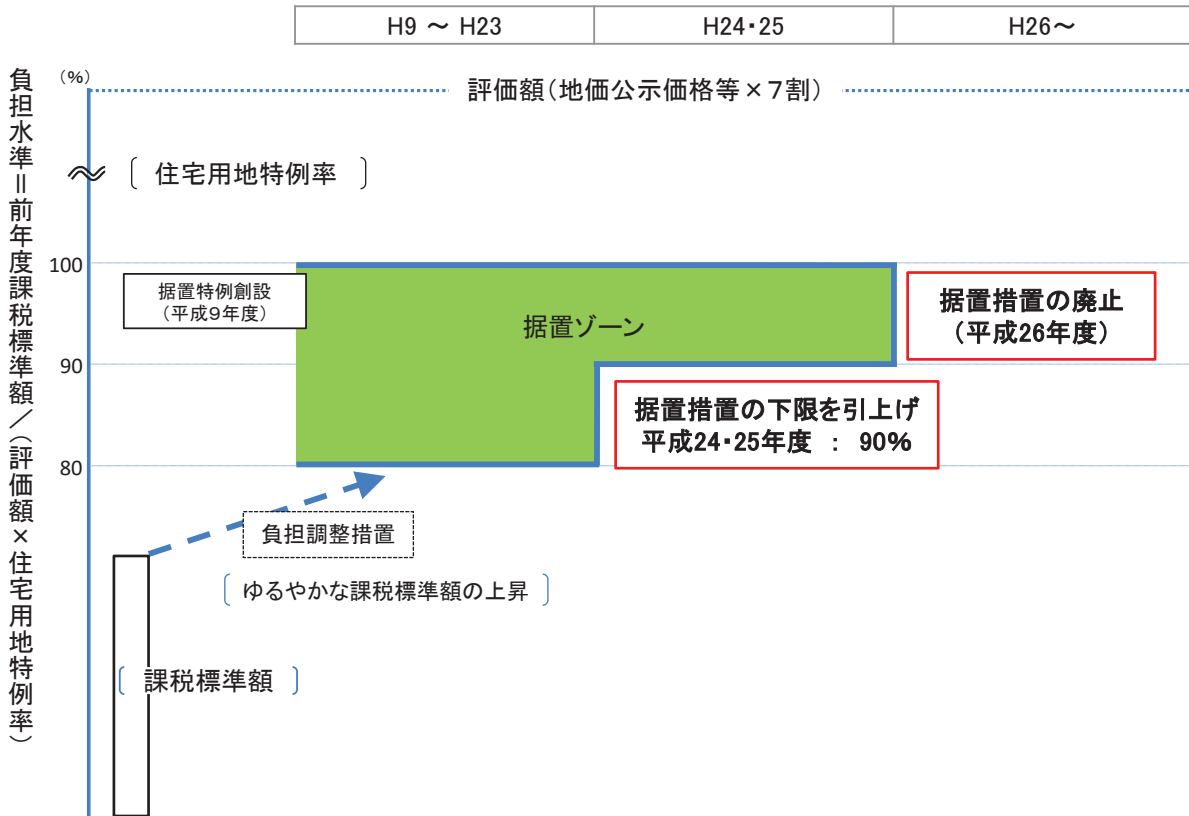 H9 ～ H23
H24・25
H26～
負担水準＝前年度課税標準額／（評価額×住宅用地特例率）
（%）
評価額（地価公示価格等×７割）
〔 住宅用地特例率 〕
100
据置特例創設
（平成９年度）
据置ゾーン
据置措置の廃止
（平成26年度）
90
据置措置の下限を引上げ
平成24・25年度 ： 90%
80
負担調整措置
〔 ゆるやかな課税標準額の上昇 〕
〔 課税標準額 〕